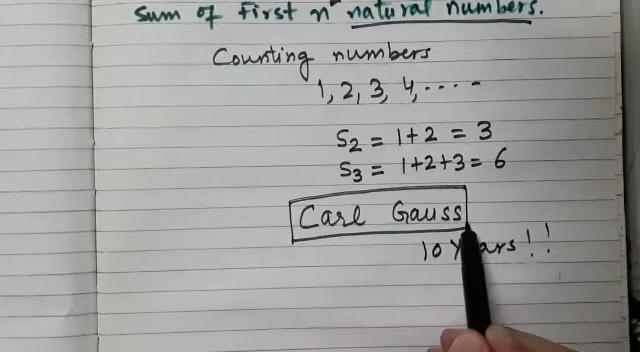 Sum of First n natural numbers.
Counting numbers
1, 2, 3, 4, ....-
S2 = 1+2 = 3
S3 = 1+2+3 = 6
Carl Gauss
10 Years!!